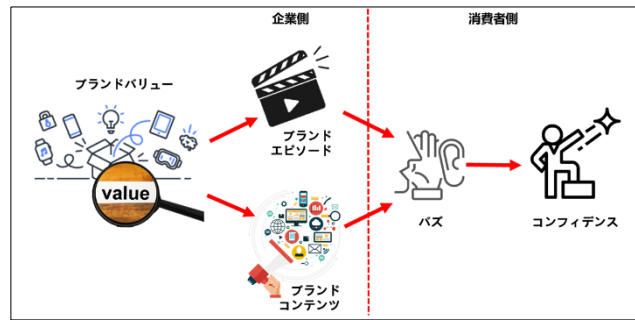 企業側
消費者側
ブランドバリュー
value
ブランド
エピソード
ブランド
コンテンツ
バズ
コンフィデンス